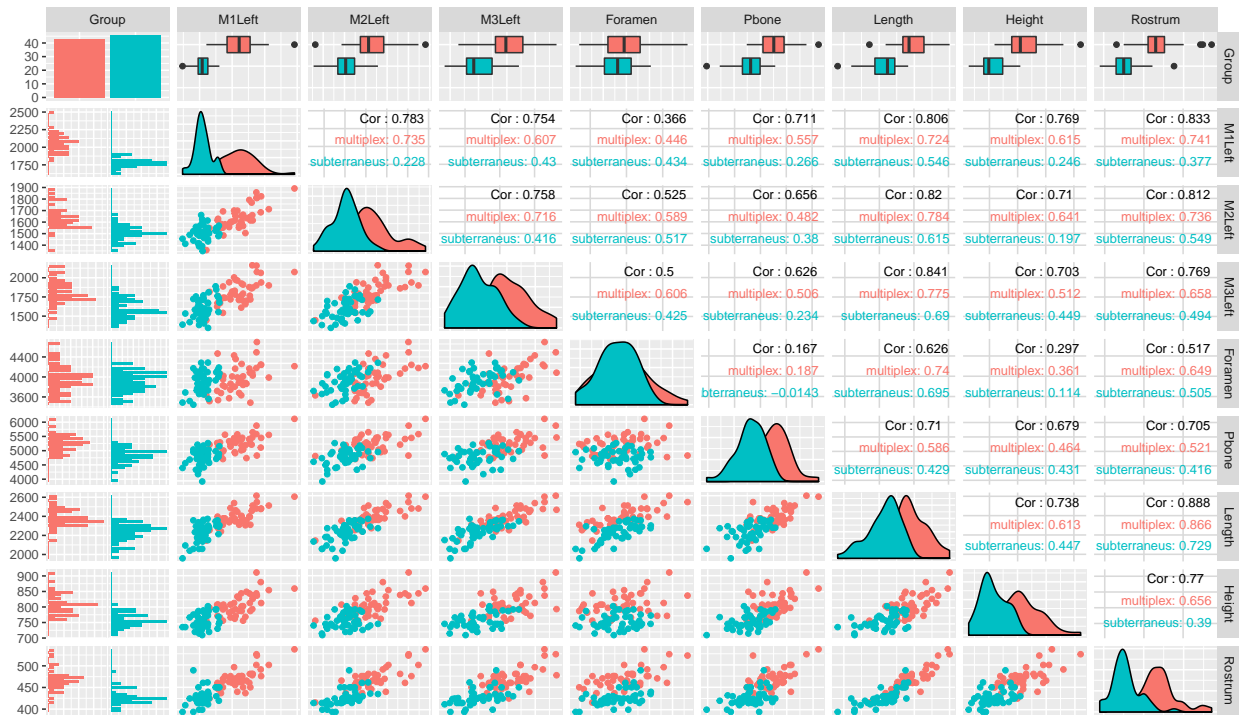 Group M1Left M2Left M3Left Foramen Pbone Length Height Rostrum
40
30
20
10
0
Group
2500
2000
1750
Cor : 0.783 Cor : 0.754 Cor : 0.366 Cor : 0.711 Cor : 0.806 Cor : 0.769 Cor : 0.833
multiplex: 0.735 multiplex: 0.607 multiplex: 0.446 multiplex: 0.557 multiplex: 0.724 multiplex: 0.615 multiplex: 0.741
subterraneus: 0.228 subterraneus: 0.43 subterraneus: 0.434 subterraneus: 0.266 subterraneus: 0.546 subterraneus: 0.246 subterraneus: 0.377
M1Left
1900
1800
1700
1600
1500
1400
Cor : 0.758 Cor : 0.525 Cor : 0.656 Cor : 0.82 Cor : 0.71 Cor : 0.812
multiplex: 0.716 multiplex: 0.589 multiplex: 0.482 multiplex: 0.784 multiplex: 0.641 multiplex: 0.736
subterraneus: 0.416 subterraneus: 0.517 subterraneus: 0.38 subterraneus: 0.615 subterraneus: 0.197 subterraneus: 0.549
M2Left
2000
1750
1500
Cor : 0.5 Cor : 0.626 Cor : 0.841 Cor : 0.703 Cor : 0.769
multiplex: 0.606 multiplex: 0.506 multiplex: 0.775 multiplex: 0.512 multiplex: 0.658
subterraneus: 0.425 subterraneus: 0.234 subterraneus: 0.69 subterraneus: 0.449 subterraneus: 0.494
M3Left
4400
4000
3600
Cor : 0.167 Cor : 0.626 Cor : 0.297 Cor : 0.517
multiplex: 0.187 multiplex: 0.74 multiplex: 0.361 multiplex: 0.649
bterraneus: −0.0143 subterraneus: 0.695 subterraneus: 0.114 subterraneus: 0.505
Foramen
6000
5500
5000
4500
4000
Cor : 0.71 Cor : 0.679 Cor : 0.705
multiplex: 0.586 multiplex: 0.464 multiplex: 0.521
subterraneus: 0.429 subterraneus: 0.431 subterraneus: 0.416
Pbone
2600
2400
2200
2000
Cor : 0.738 Cor : 0.888
multiplex: 0.613 multiplex: 0.866
subterraneus: 0.447 subterraneus: 0.729
Length
900
850
800
750
700
Cor : 0.77
multiplex: 0.656
subterraneus: 0.39
Height
500
450
400
Rostrum